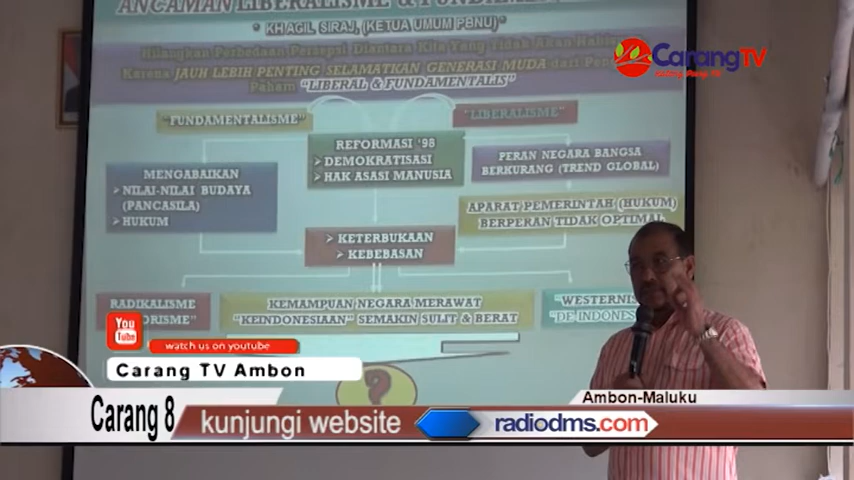 ANCAMAN LIBERALISME &
* KH AGIL SIRAJ, (KETUA UMUM PBNU) *
Hilangkan Perbedaan Persepsi Diantara Kita Yang Tidak Akan
Karena JAUH LEBIH PENTING SELAMATKAN GENERASI MUDA dari
Paham "LIBERAL & FUNDAMENTALIS"
CarangTV
"FUNDAMENTALISME"
"LIBERALISME"
REFORMASI '98
➢ DEMOKRATISASI
➢ HAK ASASI MANUSIA
MENGABAIKAN
➢ NILAI-NILAI BUDAYA
(PANCASILA)
➢ HUKUM
PERAN NEGARA BANGSA
BERKURANG (TREND GLOBAL)
APARAT PEMERINTAH (HUKUM)
BERPERAN TIDAK OPTIMAL
➢ KETERBUKAAN
➢ KEBEBASAN
RADIKALISME
KEMAMPUAN NEGARA MERAWAT
"KEINDONESIAAN" SEMAKIN SULIT & BERAT
"WESTERNIS
"DE-INDONES
?
You
Tube
watch us on youtube
Carang TV Ambon
Ambon-Maluku
Carang 8
kunjungi website
radiodms.com